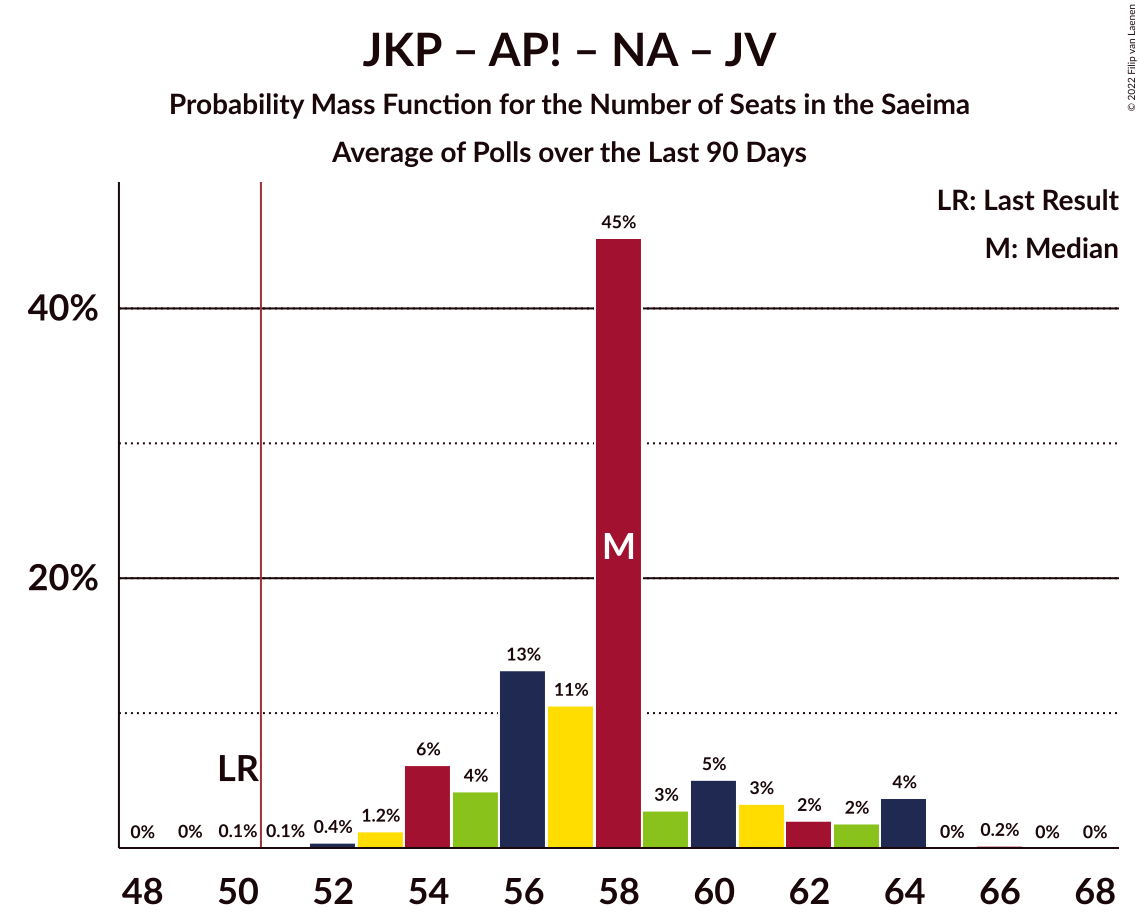 JKP – AP! – NA – JV
Probability Mass Function for the Number of Seats in the Saeima
Average of Polls over the Last 90 Days
© 2022 Filip van Laenen
LR: Last Result
M: Median
40%
20%
LR
M
0% 0% 0.1% 0.1% 0.4% 1.2% 6% 4% 13% 11% 45% 3% 5% 3% 2% 2% 4% 0% 0.2% 0% 0%
48 50 52 54 56 58 60 62 64 66 68